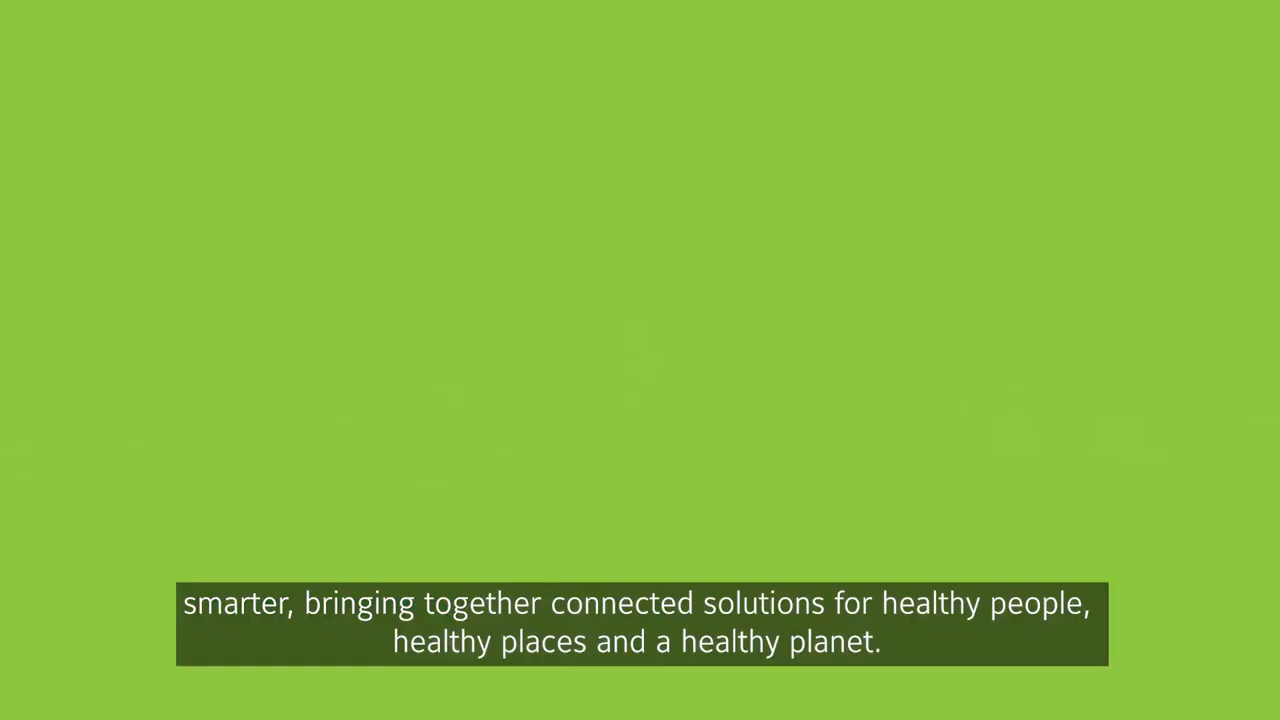 smarter, bringing together connected solutions for healthy people,
healthy places and a healthy planet.